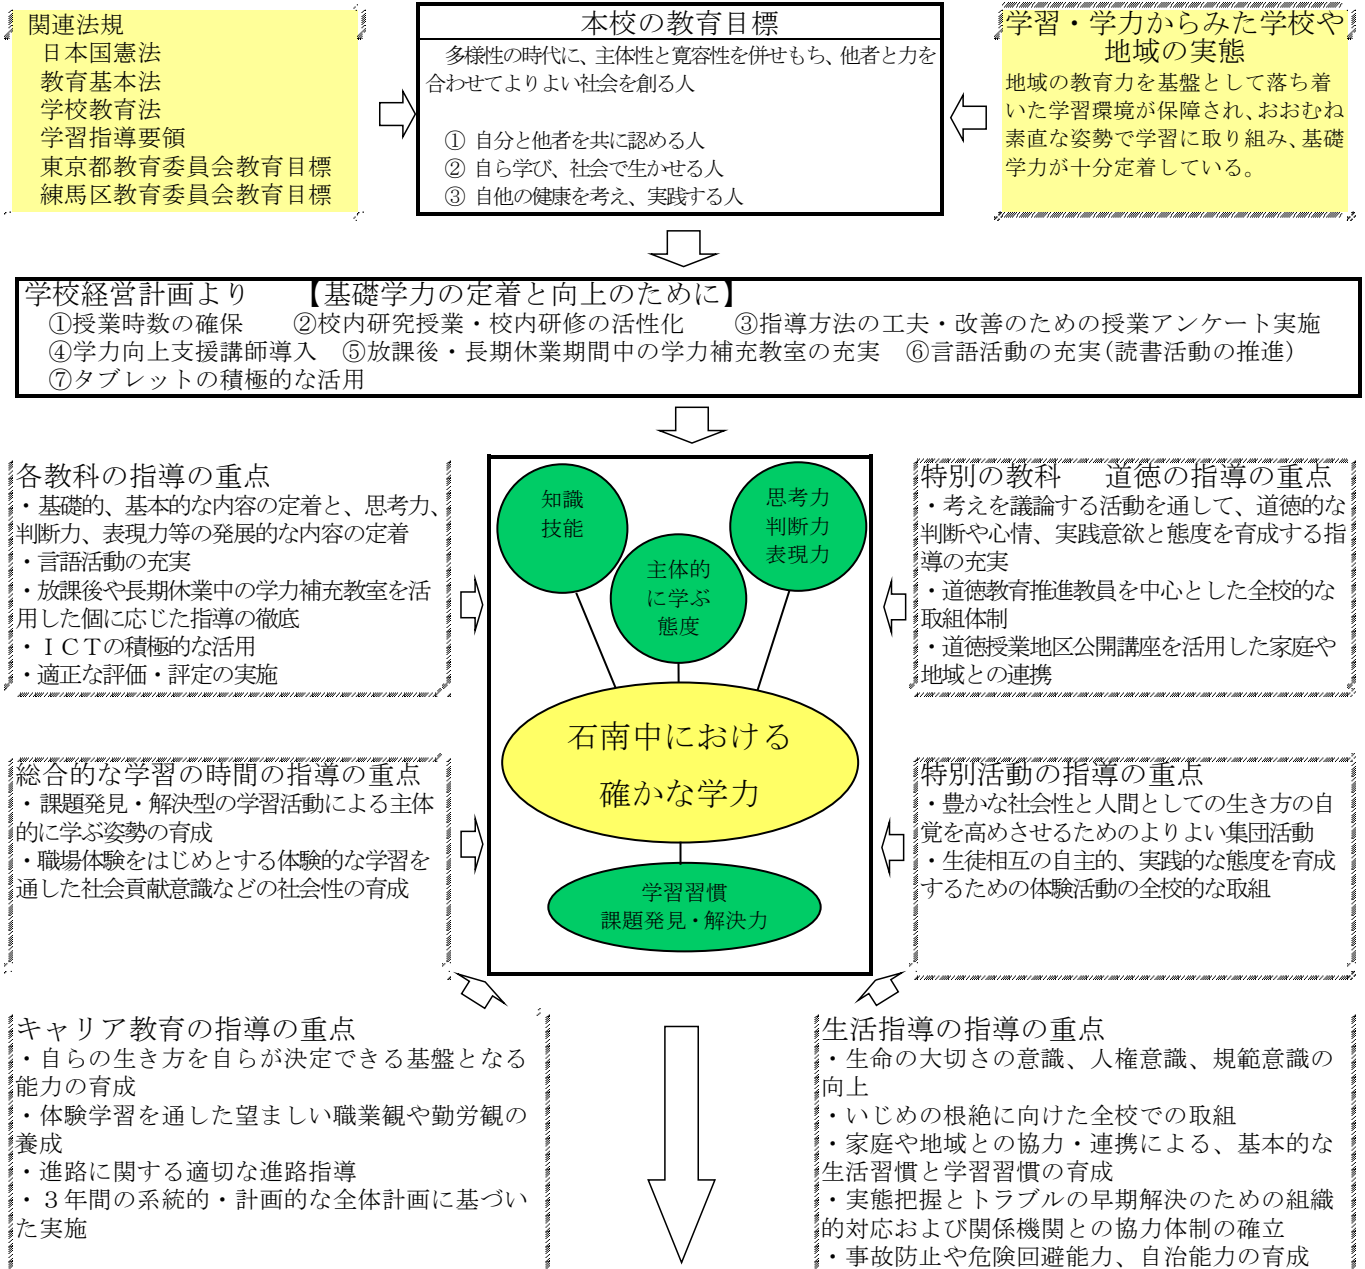 関連法規
日本国憲法
教育基本法
学校教育法
学習指導要領
東京都教育委員会教育目標
練馬区教育委員会教育目標
本校の教育目標
多様性の時代に、主体性と寛容性を併せもち、他者と力を
合わせてよりよい社会を創る人
① 自分と他者を共に認める人
② 自ら学び、社会で生かせる人
③ 自他の健康を考え、実践する人
学習・学力からみた学校や
地域の実態
地域の教育力を基盤として落ち着
いた学習環境が保障され、おおむね
素直な姿勢で学習に取り組み、基礎
学力が十分定着している。
学校経営計画より 【基礎学力の定着と向上のために】
①授業時数の確保 ②校内研究授業・校内研修の活性化 ③指導方法の工夫・改善のための授業アンケート実施
④学力向上支援講師導入 ⑤放課後・長期休業期間中の学力補充教室の充実 ⑥言語活動の充実(読書活動の推進)
⑦タブレットの積極的な活用
各教科の指導の重点
・基礎的、基本的な内容の定着と、思考力、
判断力、表現力等の発展的な内容の定着
・言語活動の充実
・放課後や長期休業中の学力補充教室を活
用した個に応じた指導の徹底
・ＩＣＴの積極的な活用
・適正な評価・評定の実施
知識
技能
思考力
判断力
表現力
主体的
に学ぶ
態度
石南中における
確かな学力
学習習慣
課題発見・解決力
特別の教科 道徳の指導の重点
・考えを議論する活動を通して、道徳的な
判断や心情、実践意欲と態度を育成する指
導の充実
・道徳教育推進教員を中心とした全校的な
取組体制
・道徳授業地区公開講座を活用した家庭や
地域との連携
総合的な学習の時間の指導の重点
・課題発見・解決型の学習活動による主体
的に学ぶ姿勢の育成
・職場体験をはじめとする体験的な学習を
通した社会貢献意識などの社会性の育成
特別活動の指導の重点
・豊かな社会性と人間としての生き方の自
覚を高めさせるためのよりよい集団活動
・生徒相互の自主的、実践的な態度を育成
するための体験活動の全校的な取組
キャリア教育の指導の重点
・自らの生き方を自らが決定できる基盤となる
能力の育成
・体験学習を通した望ましい職業観や勤労観の
養成
・進路に関する適切な進路指導
・３年間の系統的・計画的な全体計画に基づい
た実施
生活指導の指導の重点
・生命の大切さの意識、人権意識、規範意識の
向上
・いじめの根絶に向けた全校での取組
・家庭や地域との協力・連携による、基本的な
生活習慣と学習習慣の育成
・実態把握とトラブルの早期解決のための組織
的対応および関係機関との協力体制の確立
・事故防止や危険回避能力、自治能力の育成